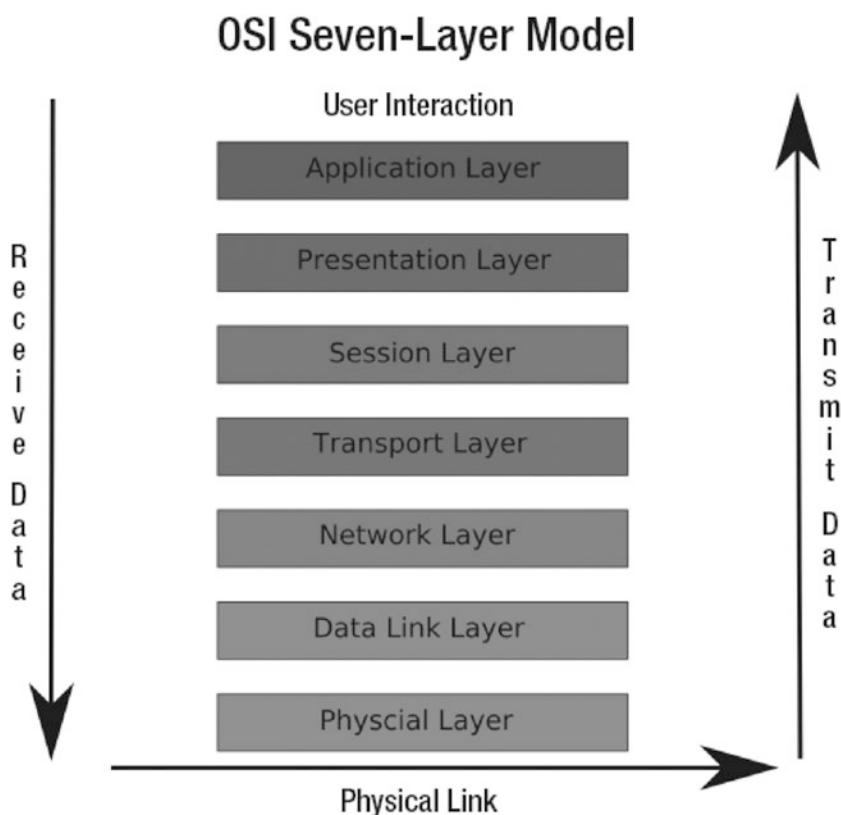 OSI Seven-Layer Model
User Interaction
Application Layer
Presentation Layer
Session Layer
Transport Layer
Network Layer
Data Link Layer
Physcial Layer
Physical Link
Receive Data
Transmit Data